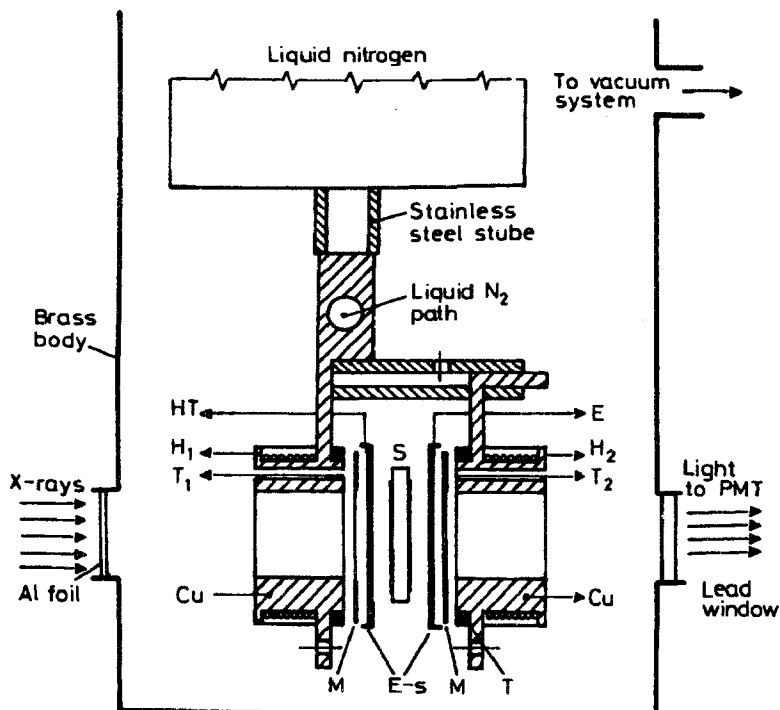 Liquid nitrogen
To vacuum
system
Stainless
steel stube
Liquid N₂
path
Brass
body
HT
E
H₁
S
H₂
T₁
T₂
X-rays
Light
to PMT
Al foil
Cu
Cu
Lead
window
M
E-s
M
T